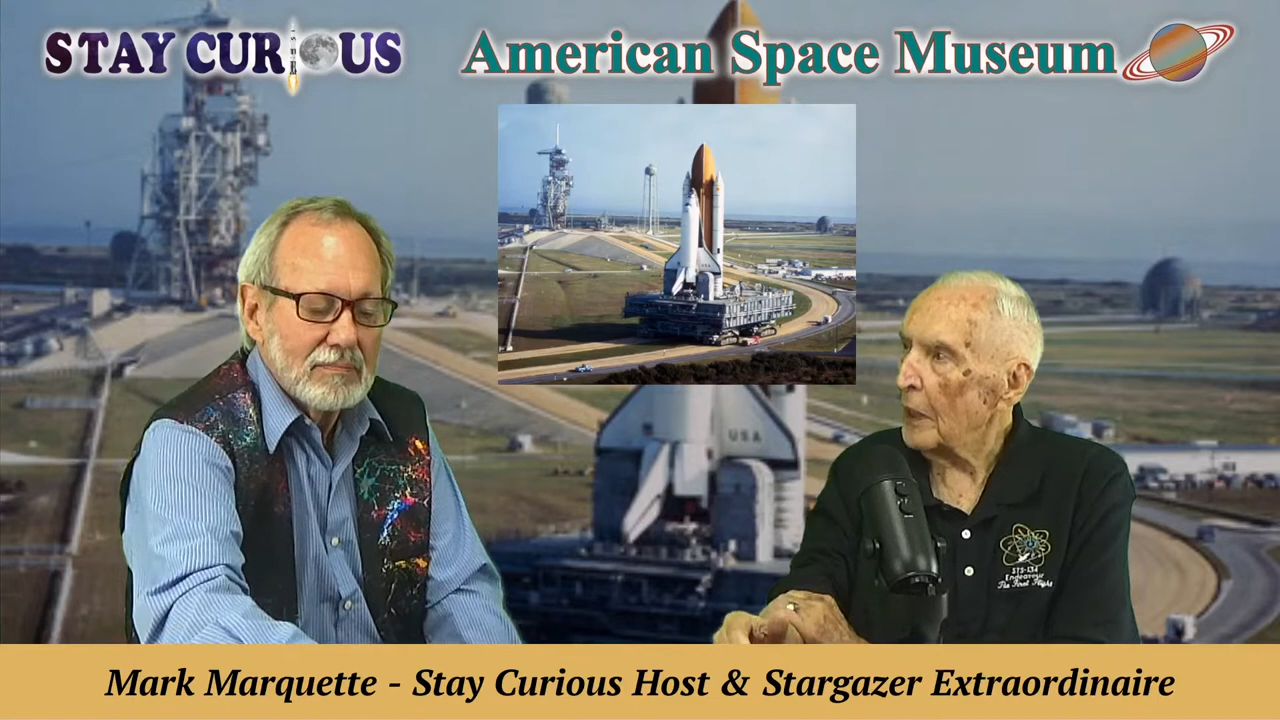 STAY CURIOUS
American Space Museum
USA
USA
STS-134
Endeavour
The Final Flight
Mark Marquette - Stay Curious Host & Stargazer Extraordinaire